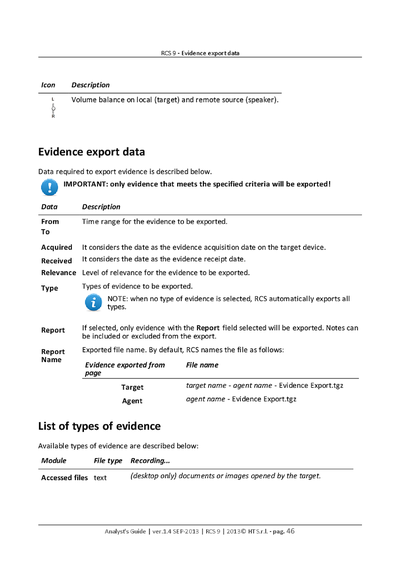 RCS 9 - Evidence export data
Icon Description
L
R
Volume balance on local (target) and remote source (speaker).
Evidence export data
Data required to export evidence is described below.
IMPORTANT: only evidence that meets the specified criteria will be exported!
Data Description
From Time range for the evidence to be exported.
To
Acquired It considers the date as the evidence acquisition date on the target device.
Received It considers the date as the evidence receipt date.
Relevance Level of relevance for the evidence to be exported.
Type Types of evidence to be exported.
NOTE: when no type of evidence is selected, RCS automatically exports all
types.
Report If selected, only evidence with the Report field selected will be exported. Notes can
be included or excluded from the export.
Report Exported file name. By default, RCS names the file as follows:
Name
Evidence exported from File name
page
Target target name - agent name - Evidence Export.tgz
Agent agent name - Evidence Export.tgz
List of types of evidence
Available types of evidence are described below:
Module File type Recording...
Accessed files text (desktop only) documents or images opened by the target.
Analyst's Guide | ver.1.4 SEP-2013 | RCS 9 | 2013© HT S.r.l. - pag. 46